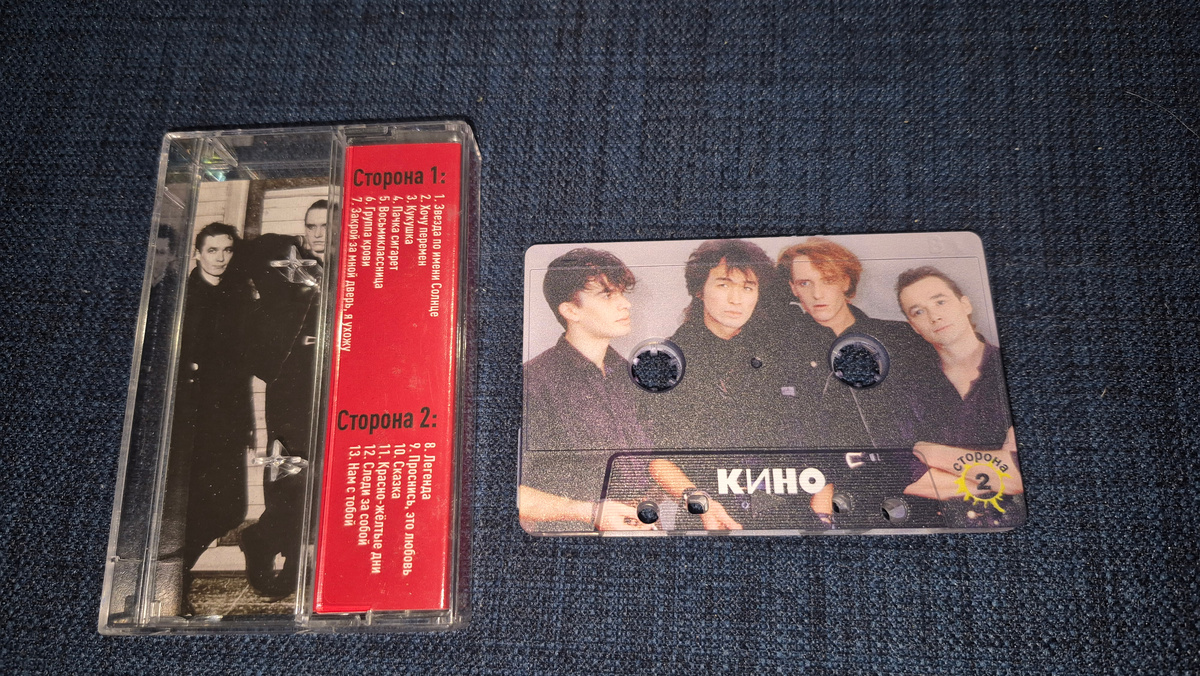 Сторона 1:
1. Звезда по имени Солнце
2. Хочу перемен
3. Кукушка
4. Пачка сигарет
5. Восьмиклассница
6. Группа крови
7. Закрой за мной дверь, я ухожу
Сторона 2:
8. Легенда
9. Проснись, это любовь
10. Сказка
11. Красно-жёлтые дни
12. Следи за собой
13. Нам с тобой
КИНО
сторона
2